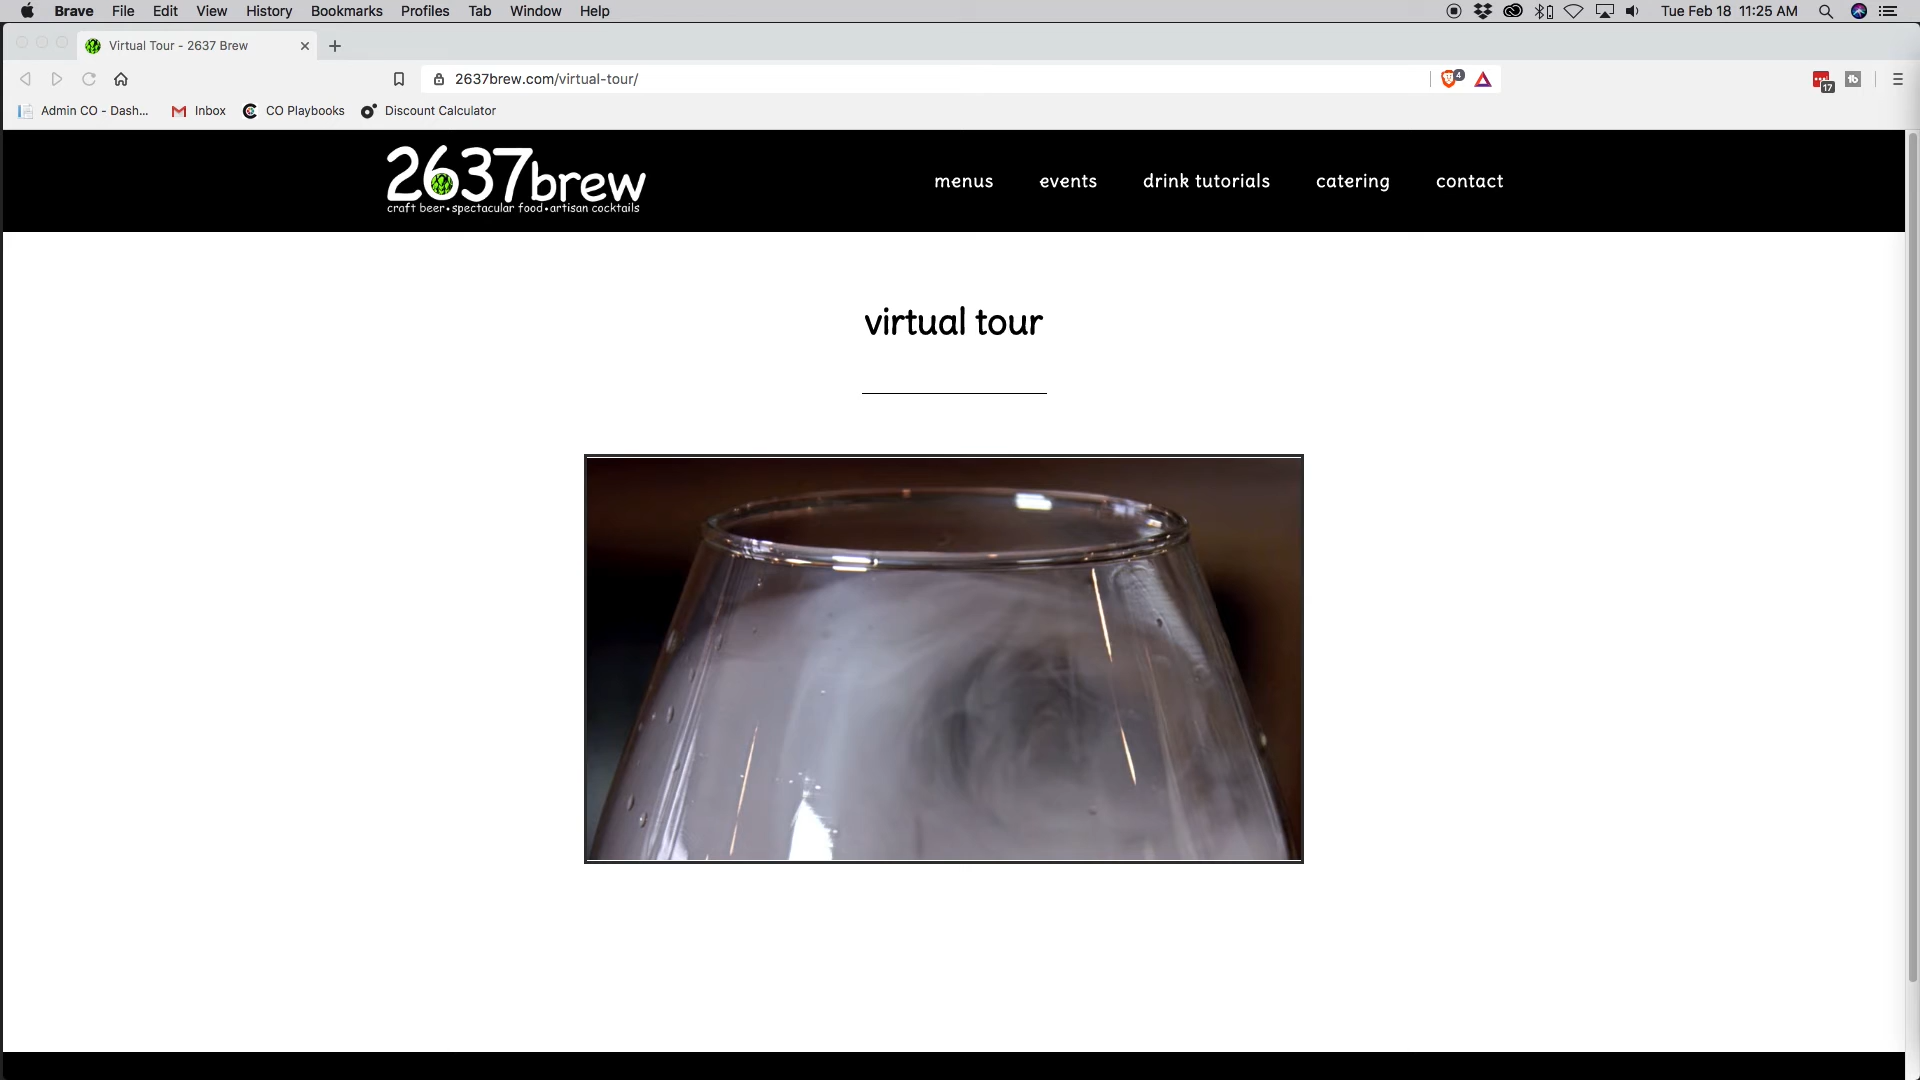 Brave File Edit View History Bookmarks Profiles Tab Window Help Tue Feb 18 11:25 AM
Virtual Tour - 2637 Brew
2637brew.com/virtual-tour/ 4 17
Admin CO - Dash... Inbox CO Playbooks Discount Calculator
2637brew
craft beer•spectacular food•artisan cocktails
menus events drink tutorials catering contact
virtual tour